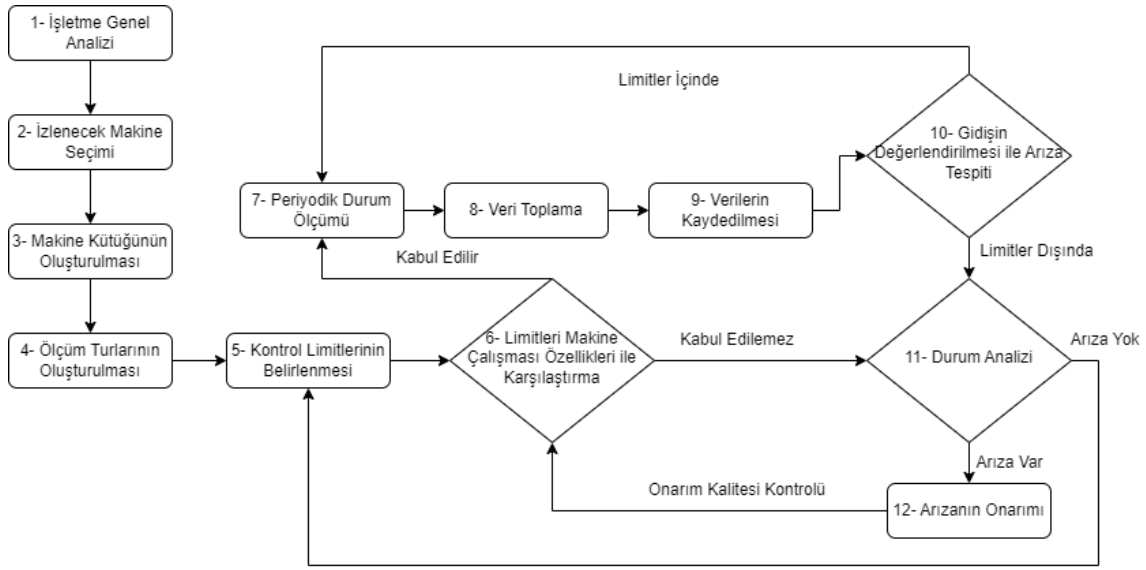 1- İşletme Genel
Analizi
2- İzlenecek Makine
Seçimi
3- Makine Kütüğünün
Oluşturulması
4- Ölçüm Turlarının
Oluşturulması
5- Kontrol Limitlerinin
Belirlenmesi
6- Limitleri Makine
Çalışması Özellikleri ile
Karşılaştırma
Kabul Edilir
Kabul Edilemez
7- Periyodik Durum
Ölçümü
8- Veri Toplama
9- Verilerin
Kaydedilmesi
10- Gidişin
Değerlendirilmesi ile Arıza
Tespiti
Limitler İçinde
Limitler Dışında
11- Durum Analizi
Arıza Yok
Arıza Var
12- Arızanın Onarımı
Onarım Kalitesi Kontrolü